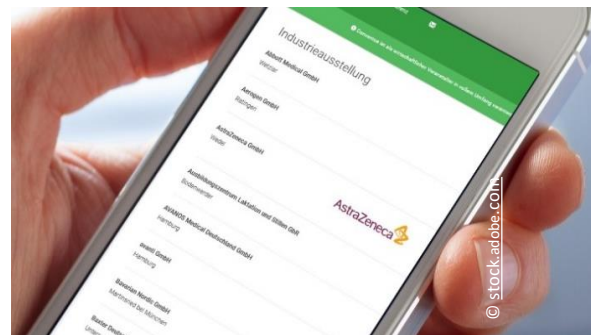 Industrieausstellung
Abbott Medical GmbH
Wetzlar
Aerogen GmbH
Ratingen
AstraZeneca GmbH
Wedel
AstraZeneca
Ausbildungszentrum Laktation und Stillen GbR
Bodenwerder
AVANOS Medical Deutschland GmbH
Hamburg
avanti GmbH
Hamburg
Bavarian Nordic GmbH
Martinsried bei München
© stock.adobe.com